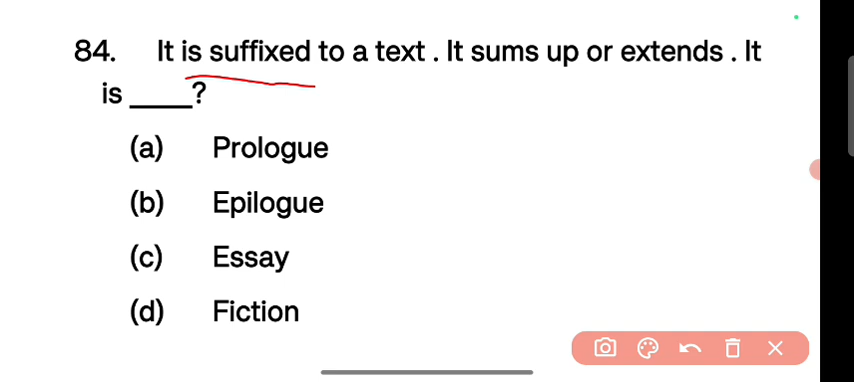 84. It is suffixed to a text . It sums up or extends . It
is ____?
(a) Prologue
(b) Epilogue
(c) Essay
(d) Fiction